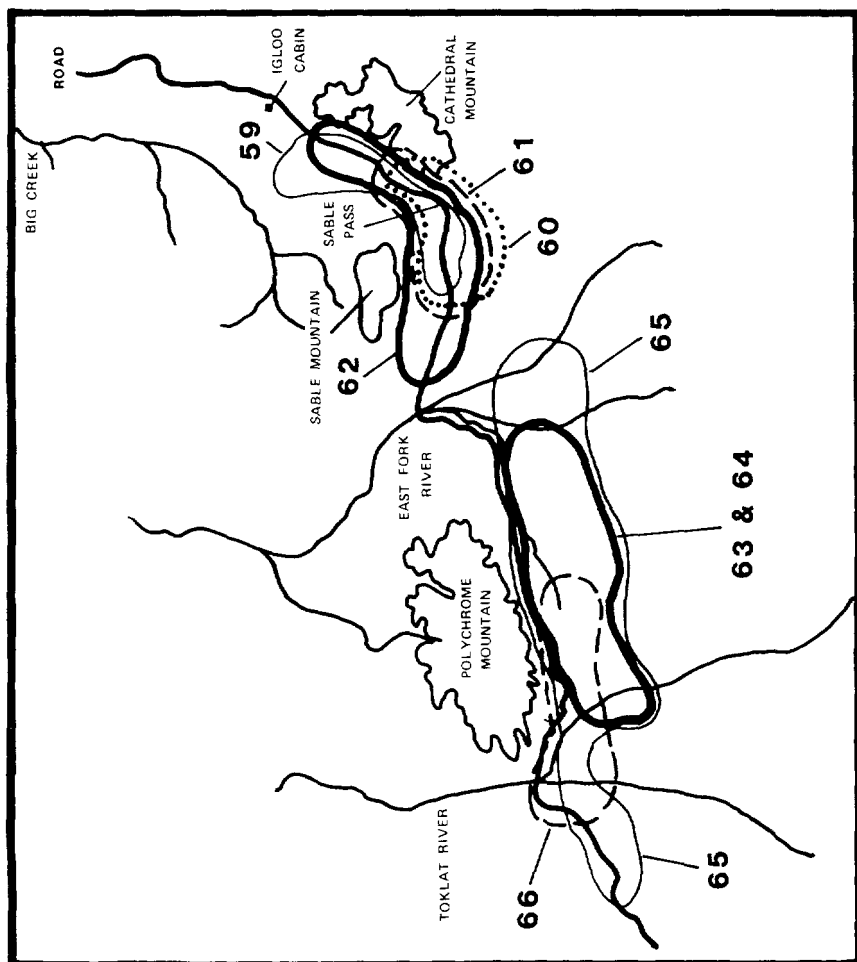 ROAD
IGLOO
CABIN
CATHEDRAL
MOUNTAIN
BIG CREEK
59
SABLE
PASS
61
60
SABLE MOUNTAIN
62
65
EAST FORK
RIVER
63 & 64
POLYCHROME
MOUNTAIN
TOKLAT RIVER
66
65